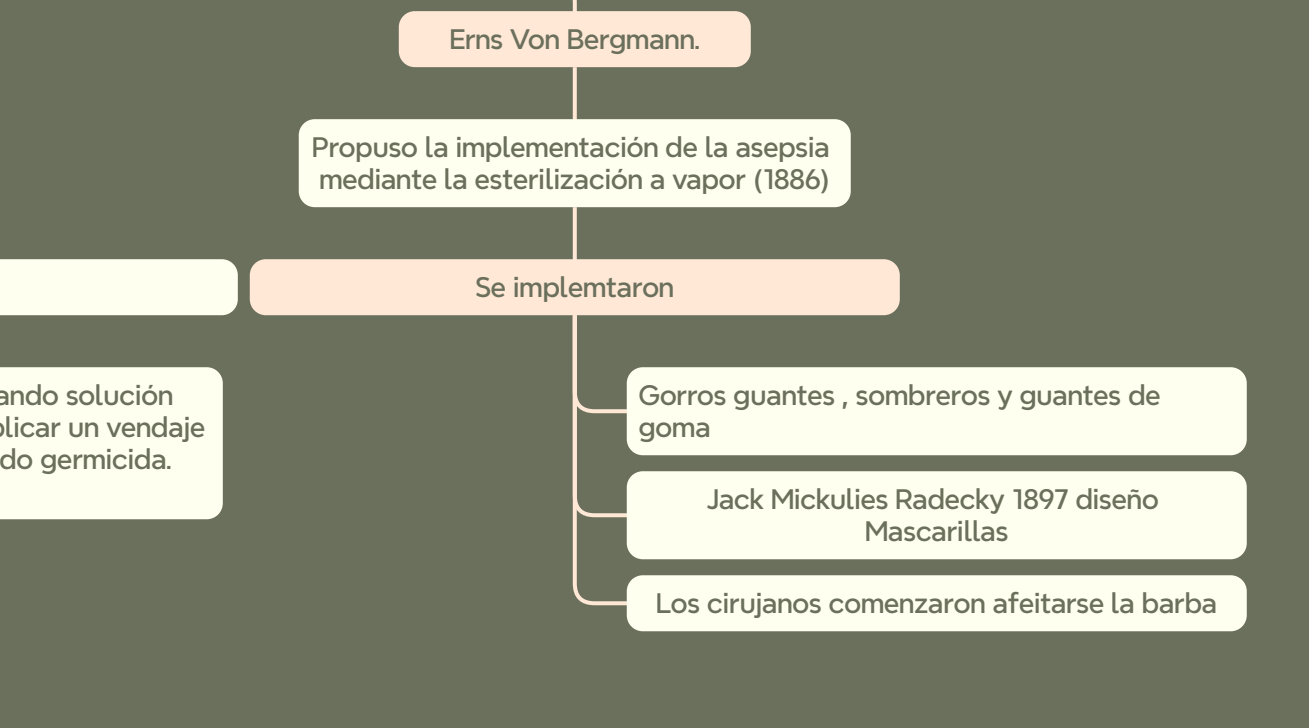 Erns Von Bergmann.
Propuso la implementación de la asepsia
mediante la esterilización a vapor (1886)
Se implemtaron
ando solución
licar un vendaje
do germicida.
Gorros guantes , sombreros y guantes de
goma
Jack Mickulies Radecky 1897 diseño
Mascarillas
Los cirujanos comenzaron afeitarse la barba